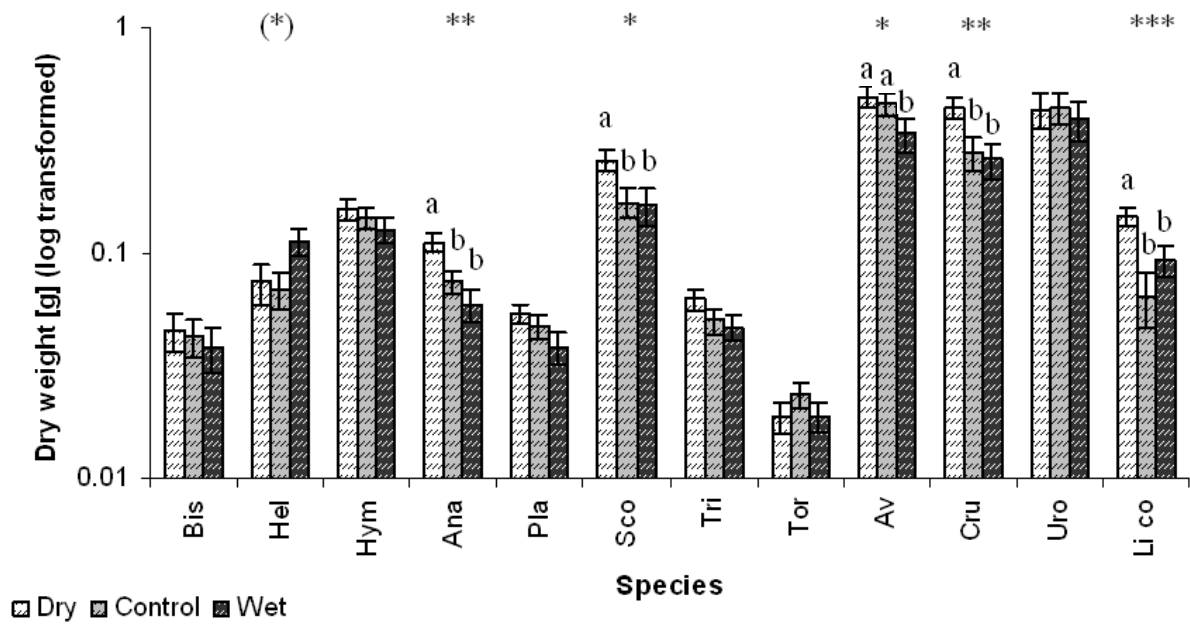 1
0.1
0.01
Dry weight [g] (log transformed)
(*) ** * * ** ***
a b b
a b b
a a b
a b b
a b b
Bis Hel Hym Ana Pla Sco Tri Tor Av Cru Uro Li co
Species
Dry Control Wet